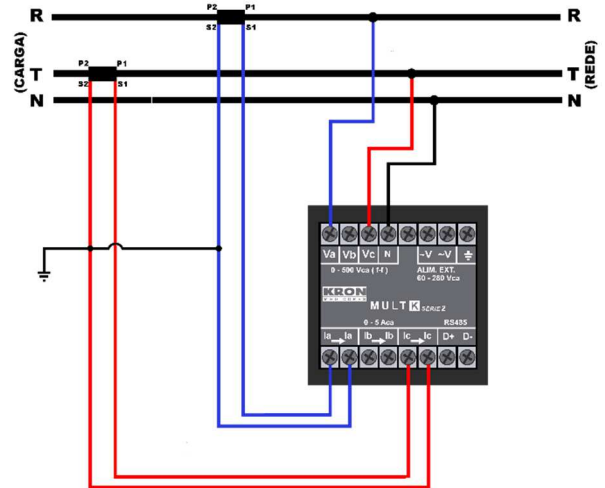 P2 P1
R R
S2 S1
(CARGA)
P2 P1
T T
S2 S1
(REDE)
N N
Va Vb Vc N ~V ~V
0 - 500 Vca ( f-f ) ALIM. EXT.
60 - 280 Vca
KRON
MULT K SERIE 2
0 - 5 Aca RS485
Ia Ia Ib Ib Ic Ic D+ D-